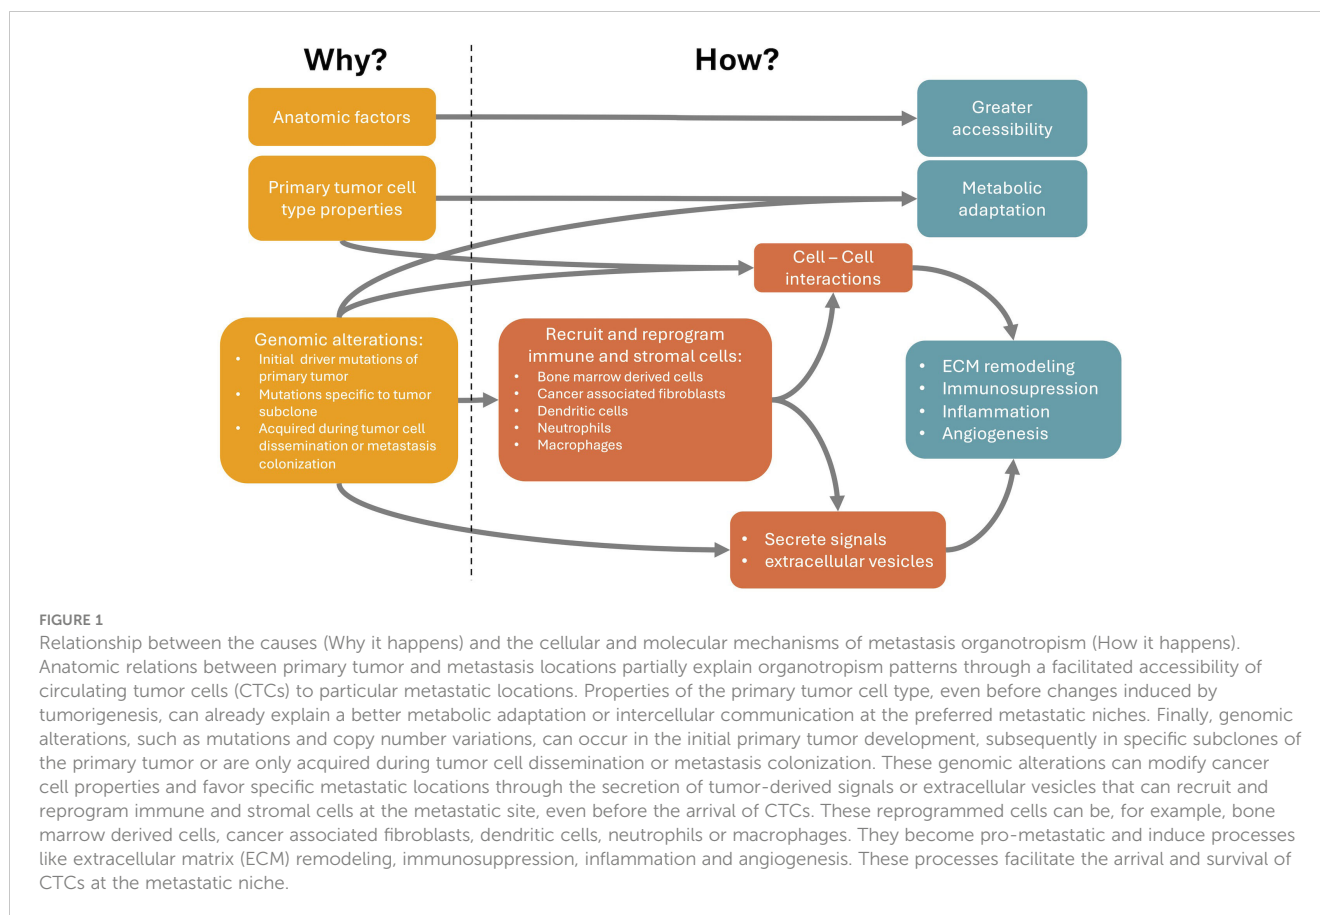 Why?
How?
Anatomic factors
Greater
accessibility
Primary tumor cell
type properties
Metabolic
adaptation
Cell – Cell
interactions
Genomic alterations:
• Initial driver mutations of
primary tumor
• Mutations specific to tumor
subclone
• Acquired during tumor cell
dissemination or metastasis
colonization
Recruit and reprogram
immune and stromal cells:
• Bone marrow derived cells
• Cancer associated fibroblasts
• Dendritic cells
• Neutrophils
• Macrophages
• ECM remodeling
• Immunosupression
• Inflammation
• Angiogenesis
• Secrete signals
• extracellular vesicles
FIGURE 1
Relationship between the causes (Why it happens) and the cellular and molecular mechanisms of metastasis organotropism (How it happens).
Anatomic relations between primary tumor and metastasis locations partially explain organotropism patterns through a facilitated accessibility of
circulating tumor cells (CTCs) to particular metastatic locations. Properties of the primary tumor cell type, even before changes induced by
tumorigenesis, can already explain a better metabolic adaptation or intercellular communication at the preferred metastatic niches. Finally, genomic
alterations, such as mutations and copy number variations, can occur in the initial primary tumor development, subsequently in specific subclones of
the primary tumor or are only acquired during tumor cell dissemination or metastasis colonization. These genomic alterations can modify cancer
cell properties and favor specific metastatic locations through the secretion of tumor-derived signals or extracellular vesicles that can recruit and
reprogram immune and stromal cells at the metastatic site, even before the arrival of CTCs. These reprogrammed cells can be, for example, bone
marrow derived cells, cancer associated fibroblasts, dendritic cells, neutrophils or macrophages. They become pro-metastatic and induce processes
like extracellular matrix (ECM) remodeling, immunosuppression, inflammation and angiogenesis. These processes facilitate the arrival and survival of
CTCs at the metastatic niche.